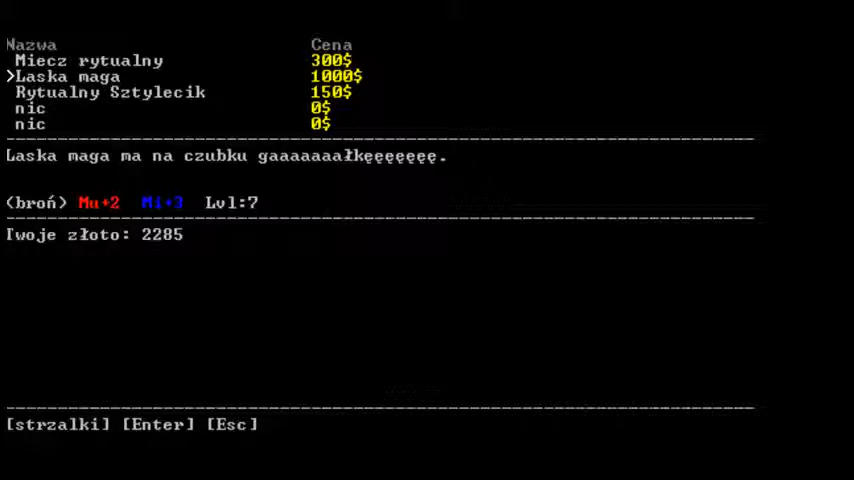 Nazwa Cena
Miecz rytualny 300$
>Laska maga 1000$
Rytualny Sztylecik 150$
nic 0$
nic 0$
Laska maga ma na czubku gaaaaaaałkęęęęęęę.
(broń) Mu+2 Mi+3 Lvl:7
Twoje złoto: 2285
[strzalki] [Enter] [Esc]